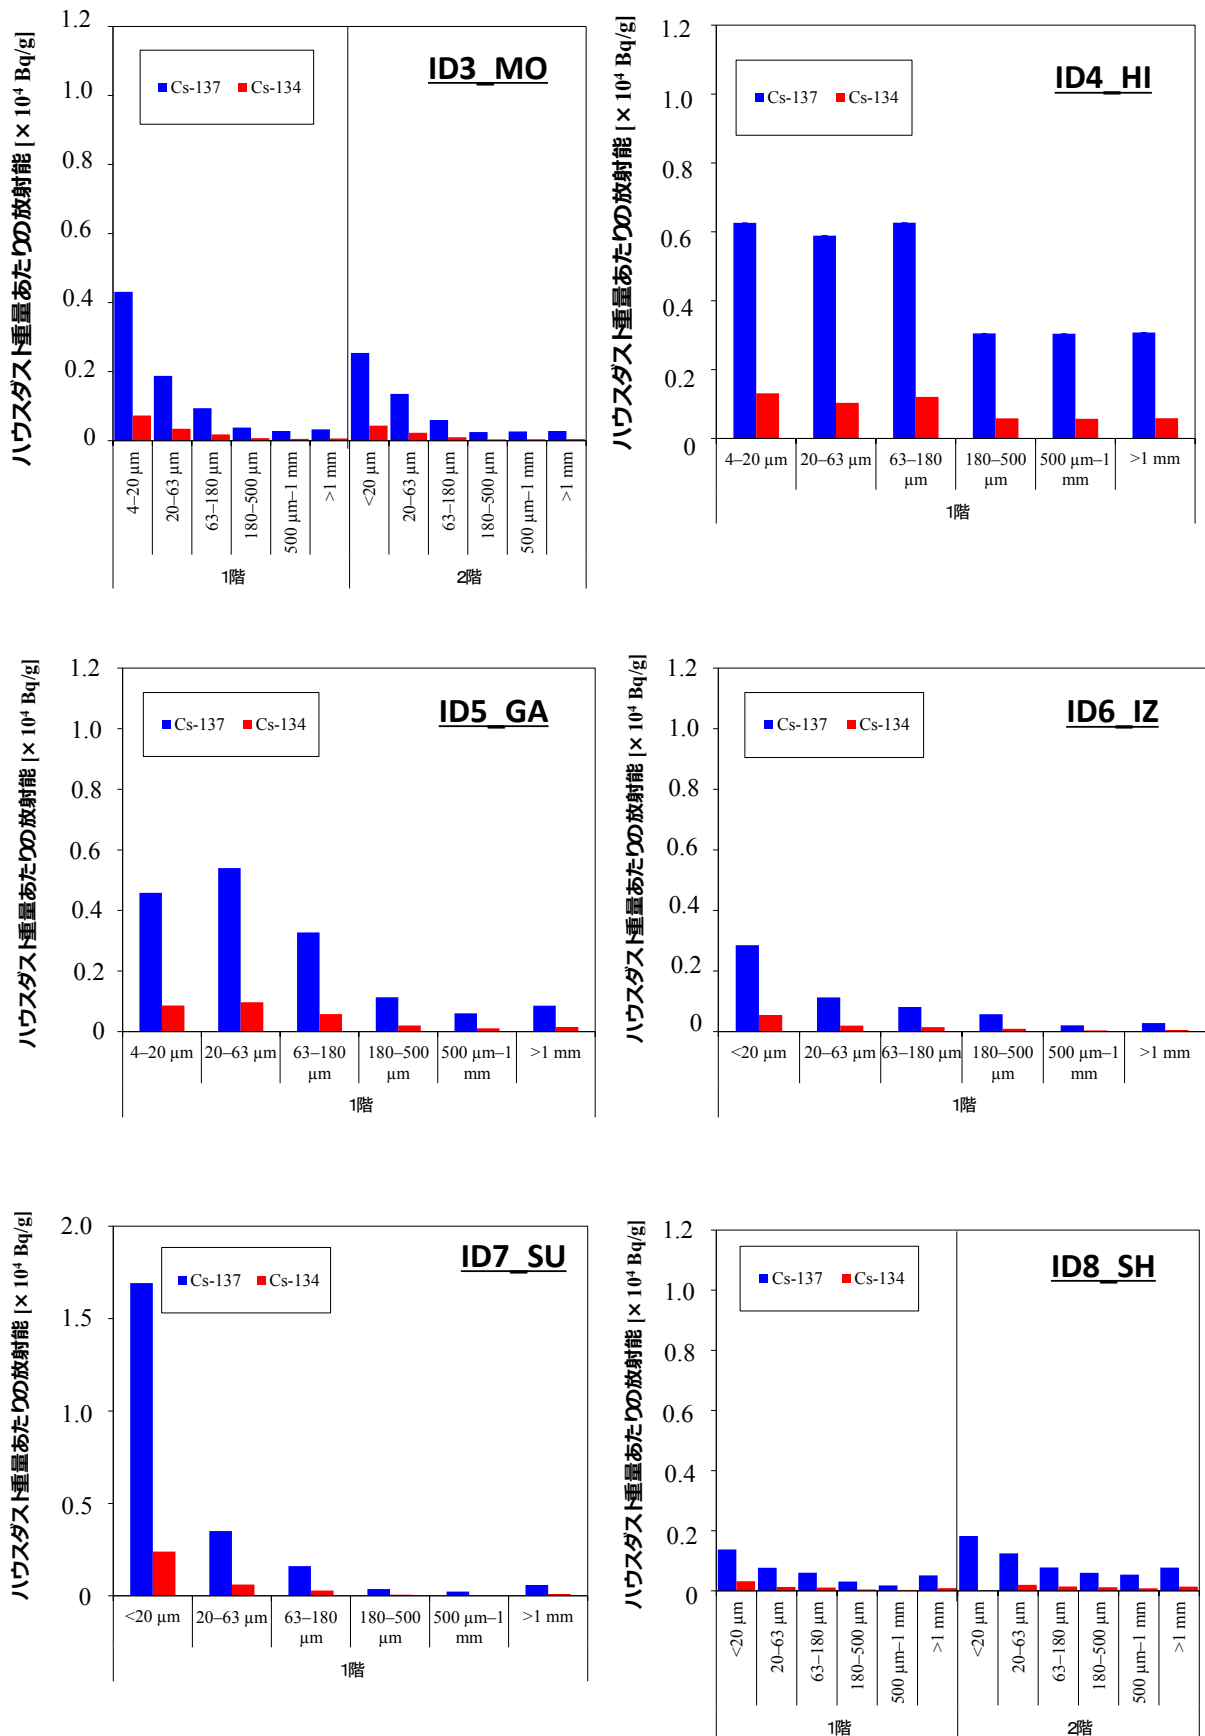 ハウスダスト重量あたりの放射能 [× 10⁴ Bq/g]
1.2
1.0
0.8
0.6
0.4
0.2
0
Cs-137 Cs-134
ID3_MO
4–20 µm
20–63 µm
63–180 µm
180–500 µm
500 µm–1 mm
>1 mm
<20 µm
20–63 µm
63–180 µm
180–500 µm
500 µm–1 mm
>1 mm
1階
2階
ハウスダスト重量あたりの放射能 [× 10⁴ Bq/g]
1.2
1.0
0.8
0.6
0.4
0.2
0
Cs-137 Cs-134
ID4_HI
4–20 µm
20–63 µm
63–180
µm
180–500
µm
500 µm–1
mm
>1 mm
1階
ハウスダスト重量あたりの放射能 [× 10⁴ Bq/g]
1.2
1.0
0.8
0.6
0.4
0.2
0
Cs-137 Cs-134
ID5_GA
4–20 µm
20–63 µm
63–180
µm
180–500
µm
500 µm–1
mm
>1 mm
1階
ハウスダスト重量あたりの放射能 [× 10⁴ Bq/g]
1.2
1.0
0.8
0.6
0.4
0.2
0
Cs-137 Cs-134
ID6_IZ
<20 µm
20–63 µm
63–180 µm
180–500
µm
500 µm–1
mm
>1 mm
1階
ハウスダスト重量あたりの放射能 [× 10⁴ Bq/g]
2.0
1.5
1.0
0.5
0
Cs-137 Cs-134
ID7_SU
<20 µm
20–63 µm
63–180
µm
180–500
µm
500 µm–1
mm
>1 mm
1階
ハウスダスト重量あたりの放射能 [× 10⁴ Bq/g]
1.2
1.0
0.8
0.6
0.4
0.2
0
Cs-137 Cs-134
ID8_SH
<20 µm
20–63 µm
63–180 µm
180–500 µm
500 µm–1 mm
>1 mm
<20 µm
20–63 µm
63–180 µm
180–500 µm
500 µm–1 mm
>1 mm
1階
2階